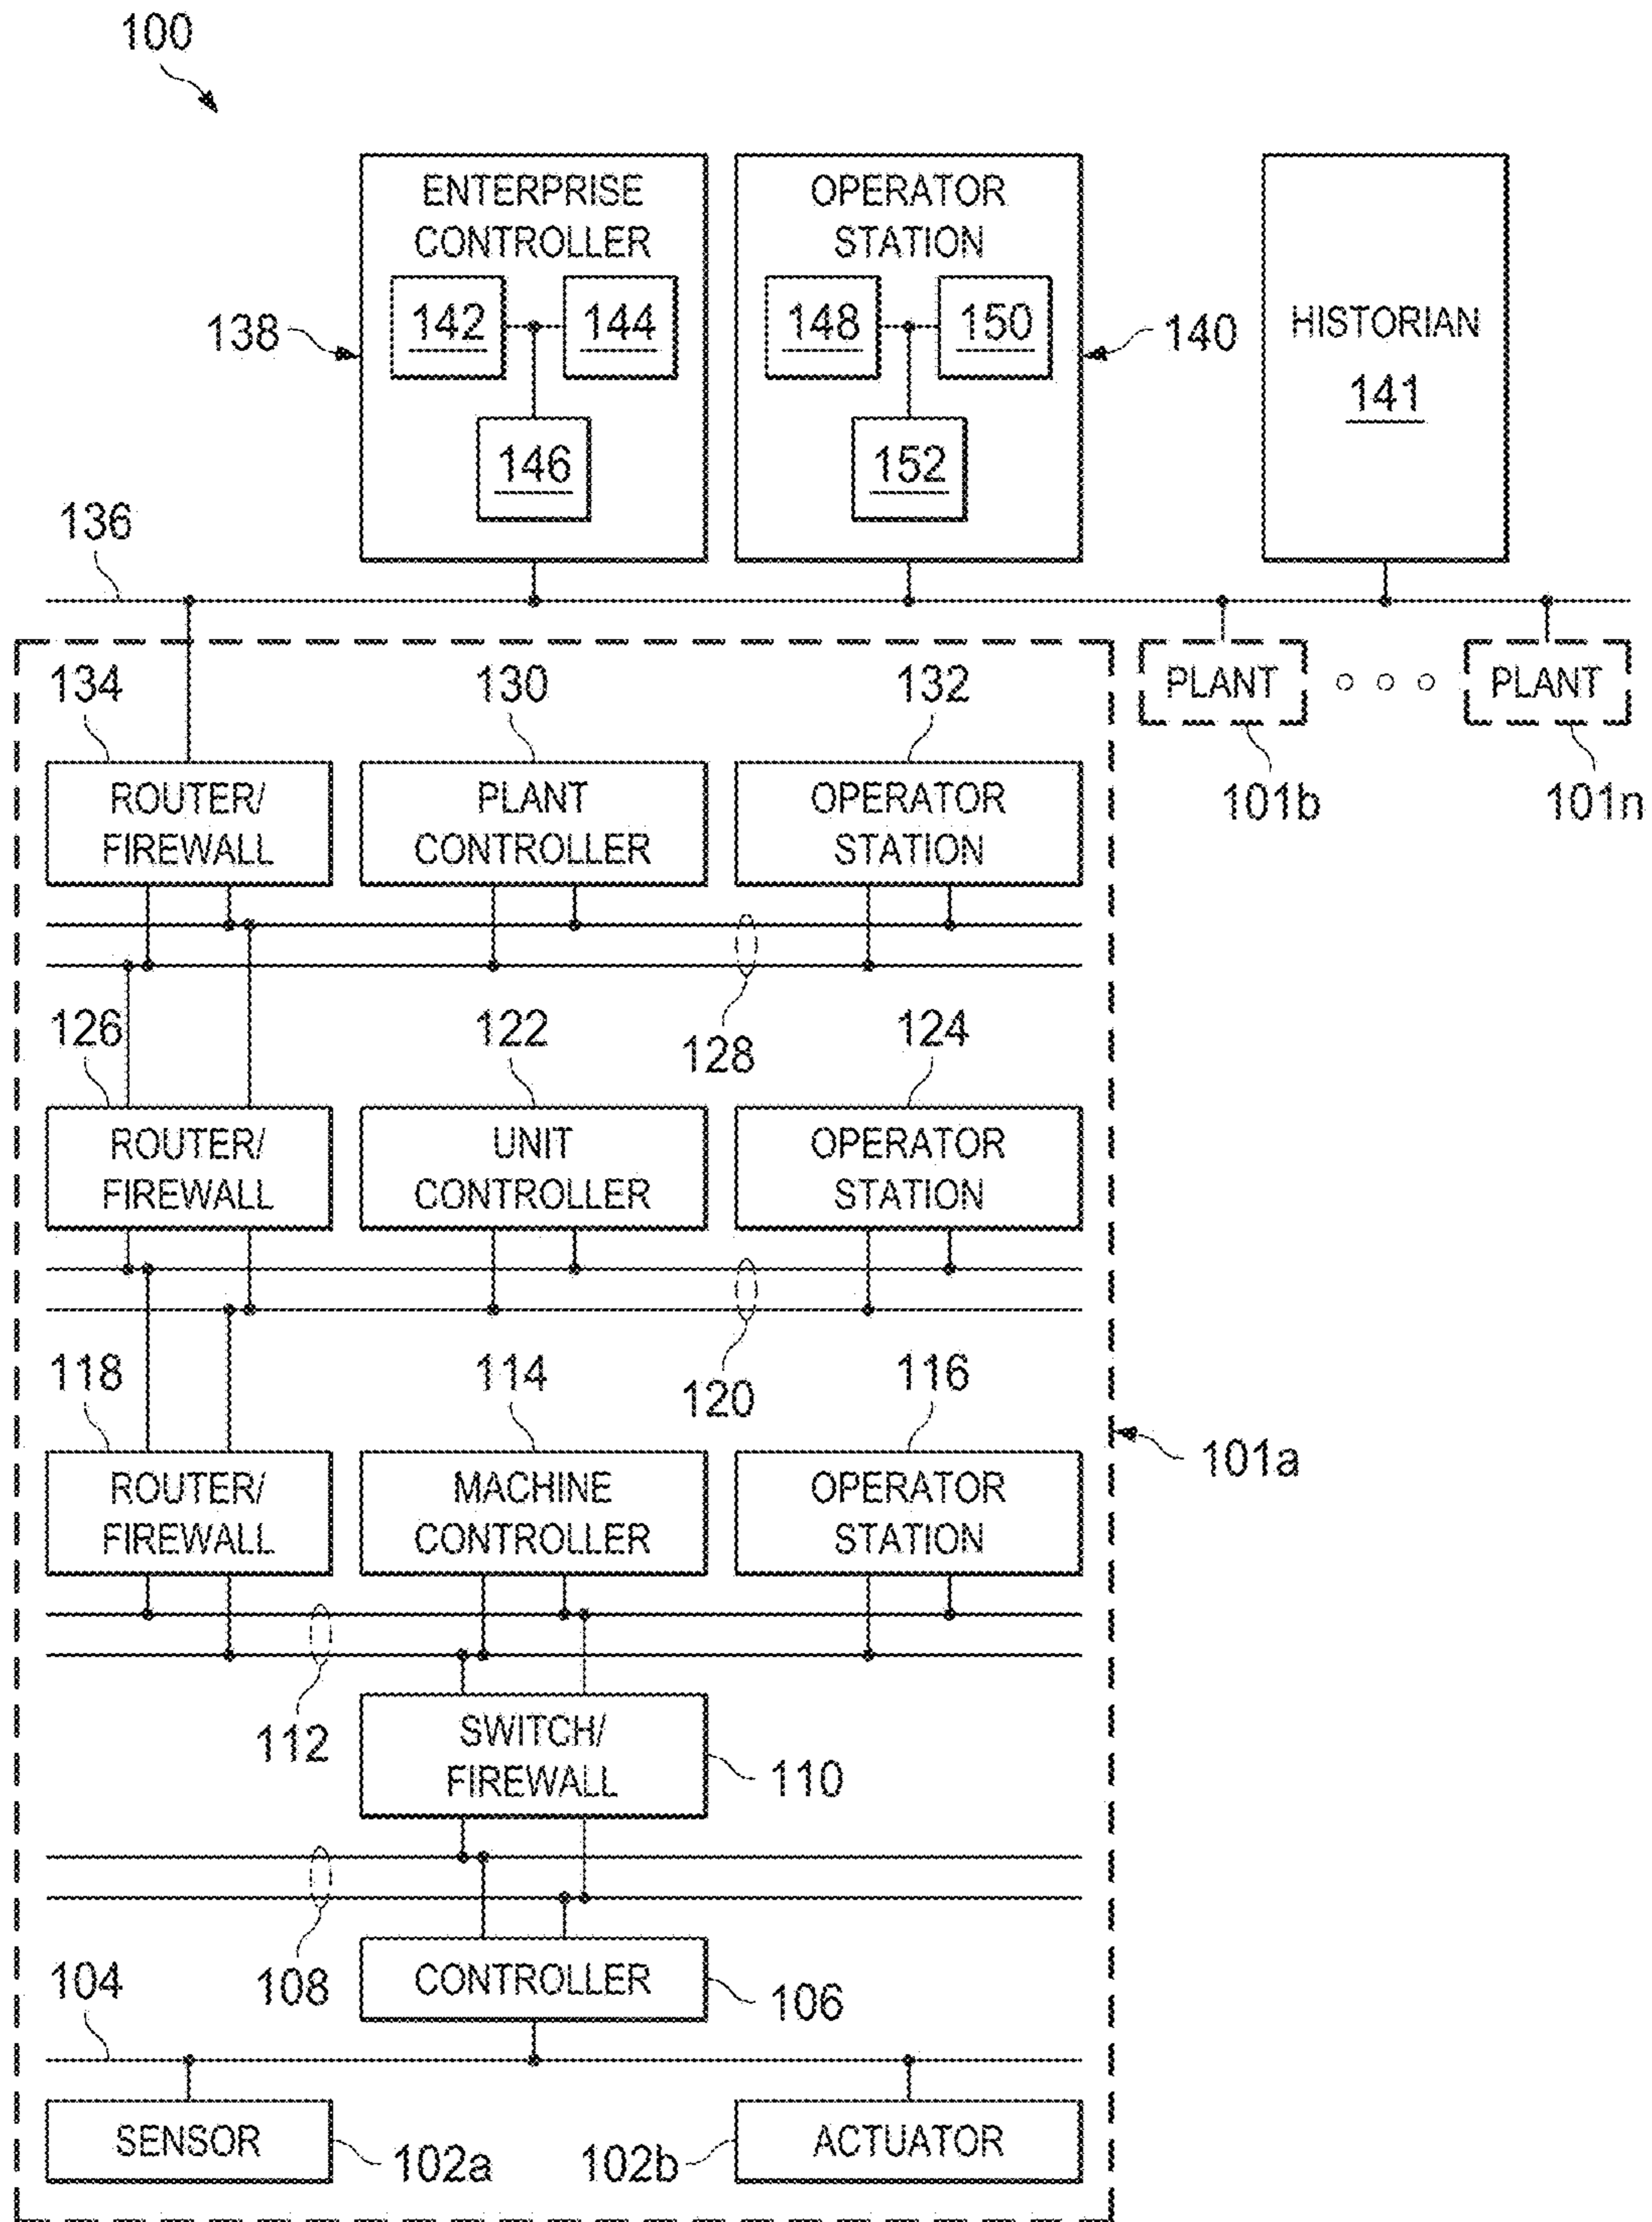 100
ENTERPRISE
CONTROLLER
142
144
146
138
OPERATOR
STATION
148
150
152
140
HISTORIAN
141
136
134
130
132
PLANT
PLANT
101b
101n
ROUTER/
FIREWALL
PLANT
CONTROLLER
OPERATOR
STATION
128
126
122
124
ROUTER/
FIREWALL
UNIT
CONTROLLER
OPERATOR
STATION
120
118
114
116
ROUTER/
FIREWALL
MACHINE
CONTROLLER
OPERATOR
STATION
101a
112
SWITCH/
FIREWALL
110
108
104
CONTROLLER
106
SENSOR
102a
102b
ACTUATOR